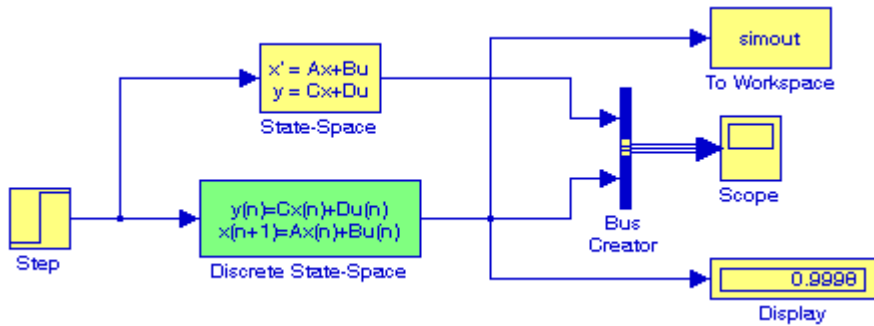 simout
To Workspace
x' = Ax+Bu
y = Cx+Du
State-Space
Scope
Bus
Creator
y(n)=Cx(n)+Du(n)
x(n+1)=Ax(n)+Bu(n)
Discrete State-Space
Step
0.9998
Display